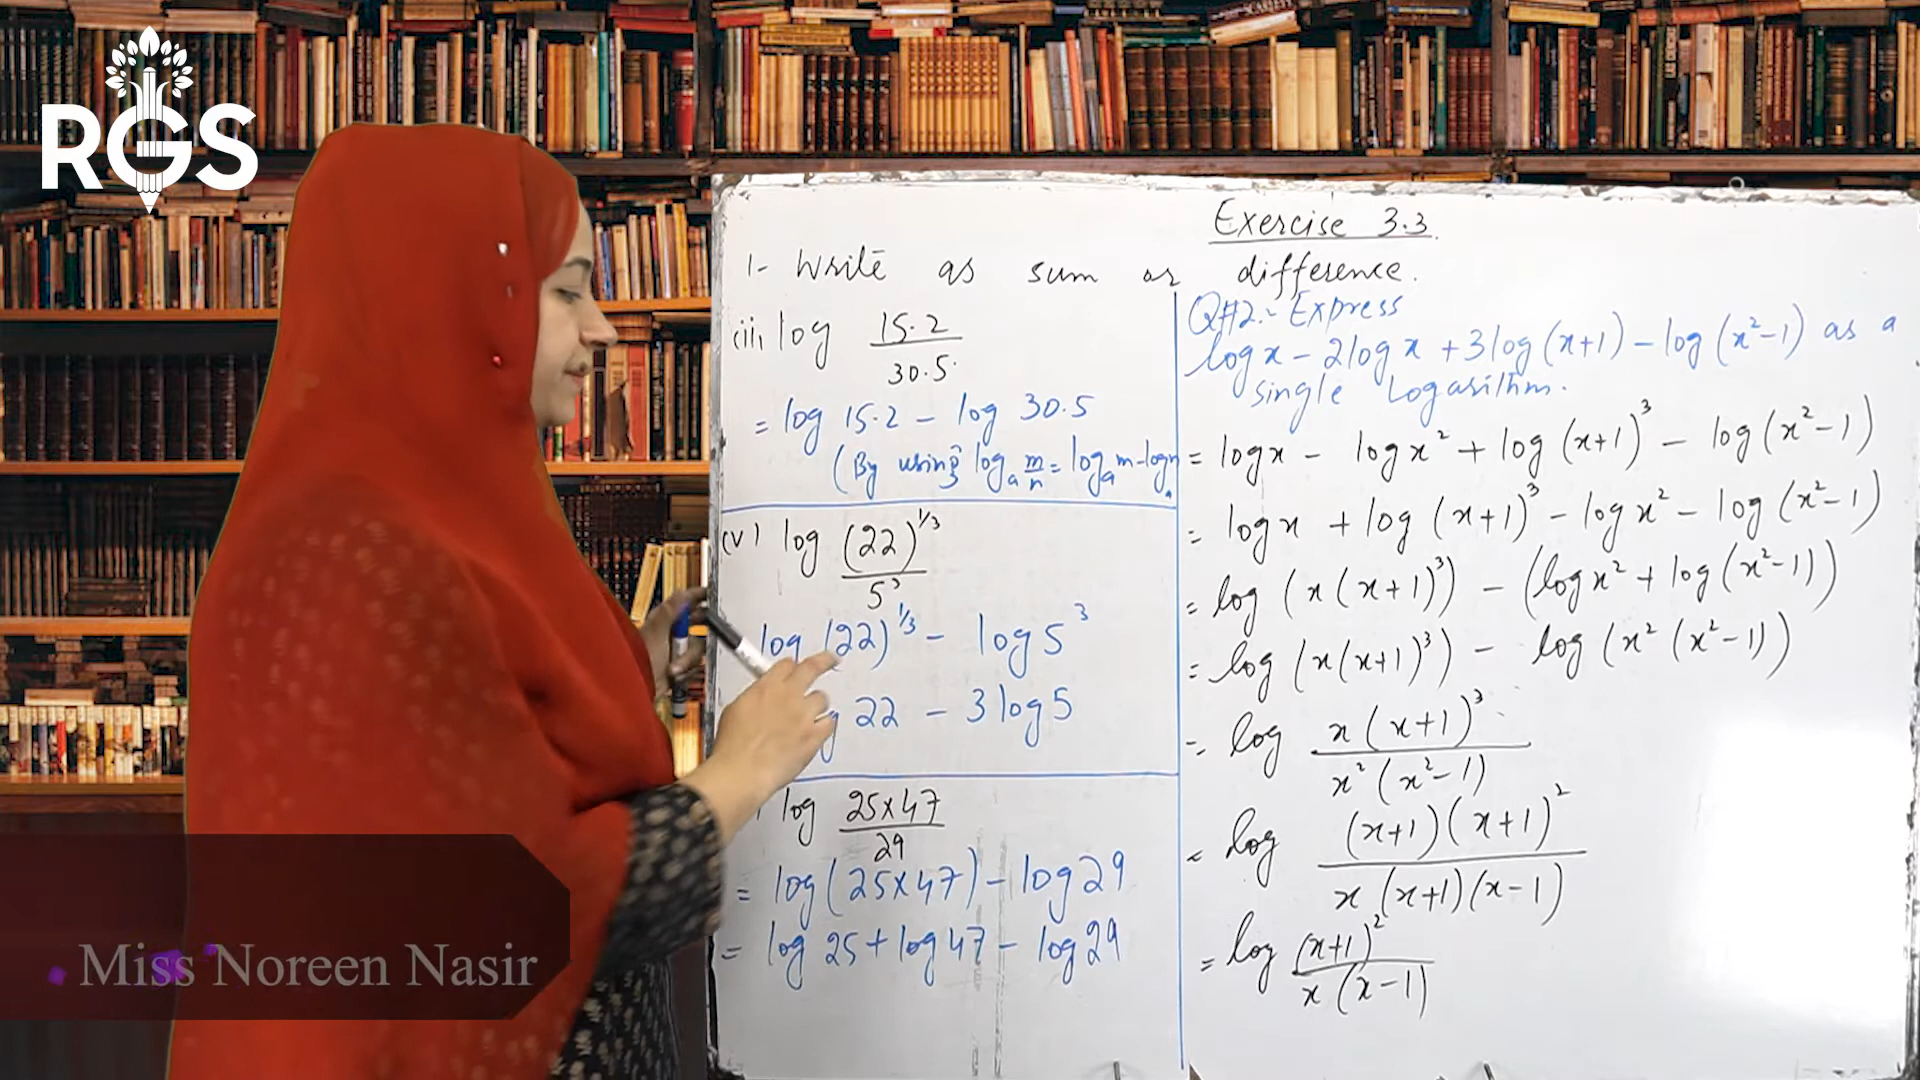 RGS
Exercise 3.3.
1- Write as sum or difference.
(iii, log 15.2/30.5.
= log 15.2 - log 30.5
(By using log_a m/n = log_a m - log_a n
(v) log (22)^1/3 / 5^3
log (22)^1/3 - log 5^3
22 - 3 log 5
log 25x47/29
= log (25x47) - log 29
= log 25 + log 47 - log 29
Q#2.- Express
log x - 2 log x + 3 log (x+1) - log (x²-1) as a
single Logarithm.
= log x - log x² + log (x+1)³ - log (x²-1)
= log x + log (x+1)³ - log x² - log (x²-1)
= log (x(x+1)³) - (log x² + log (x²-1))
= log (x(x+1)³) - log (x² (x²-1))
= log x(x+1)³ / x²(x²-1)
= log (x+1)(x+1)² / x(x+1)(x-1)
= log (x+1)² / x(x-1)
Miss Noreen Nasir